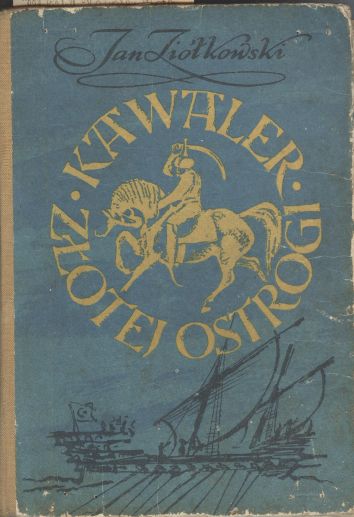 Jan Ziółkowski
· KAWALER ·
ZŁOTEJ OSTROGI